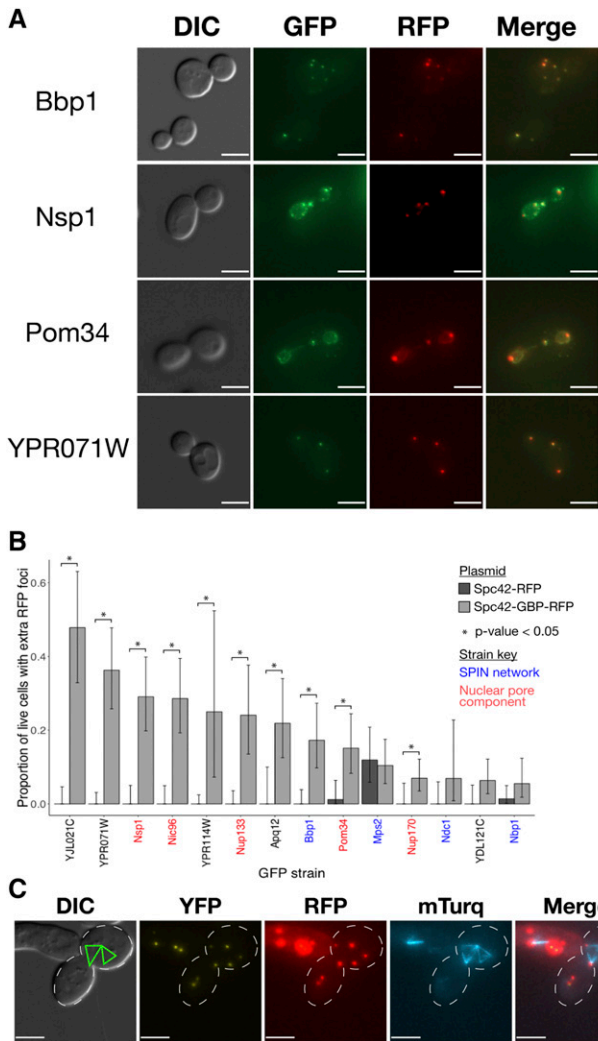 A
DIC GFP RFP Merge
Bbp1
Nsp1
Pom34
YPR071W
B
Proportion of live cells with extra RFP foci
0.6
0.4
0.2
0.0
* * * * * * * * * *
Plasmid
Spc42-RFP
Spc42-GBP-RFP
* p-value < 0.05
Strain key
SPIN network
Nuclear pore
component
YJL021C YPR071W Nsp1 Nic96 YPR114W Nup133 Apq12 Bbp1 Pom34 Mps2 Nup170 Ndc1 YDL121C Nbp1
GFP strain
C
DIC YFP RFP mTurq Merge